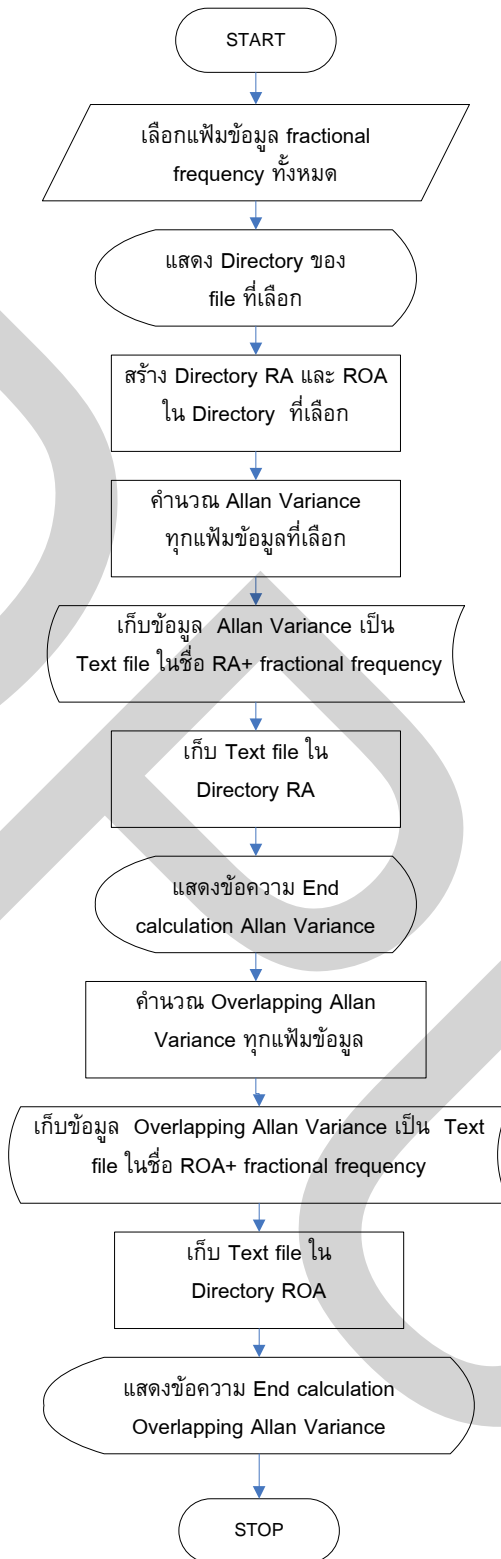 START
เลือกแฟ้มข้อมูล fractional
frequency ทั้งหมด
แสดง Directory ของ
file ที่เลือก
สร้าง Directory RA และ ROA
ใน Directory ที่เลือก
คำนวณ Allan Variance
ทุกแฟ้มข้อมูลที่เลือก
เก็บข้อมูล Allan Variance เป็น
Text file ในชื่อ RA+ fractional frequency
เก็บ Text file ใน
Directory RA
แสดงข้อความ End
calculation Allan Variance
คำนวณ Overlapping Allan
Variance ทุกแฟ้มข้อมูล
เก็บข้อมูล Overlapping Allan Variance เป็น Text
file ในชื่อ ROA+ fractional frequency
เก็บ Text file ใน
Directory ROA
แสดงข้อความ End calculation
Overlapping Allan Variance
STOP